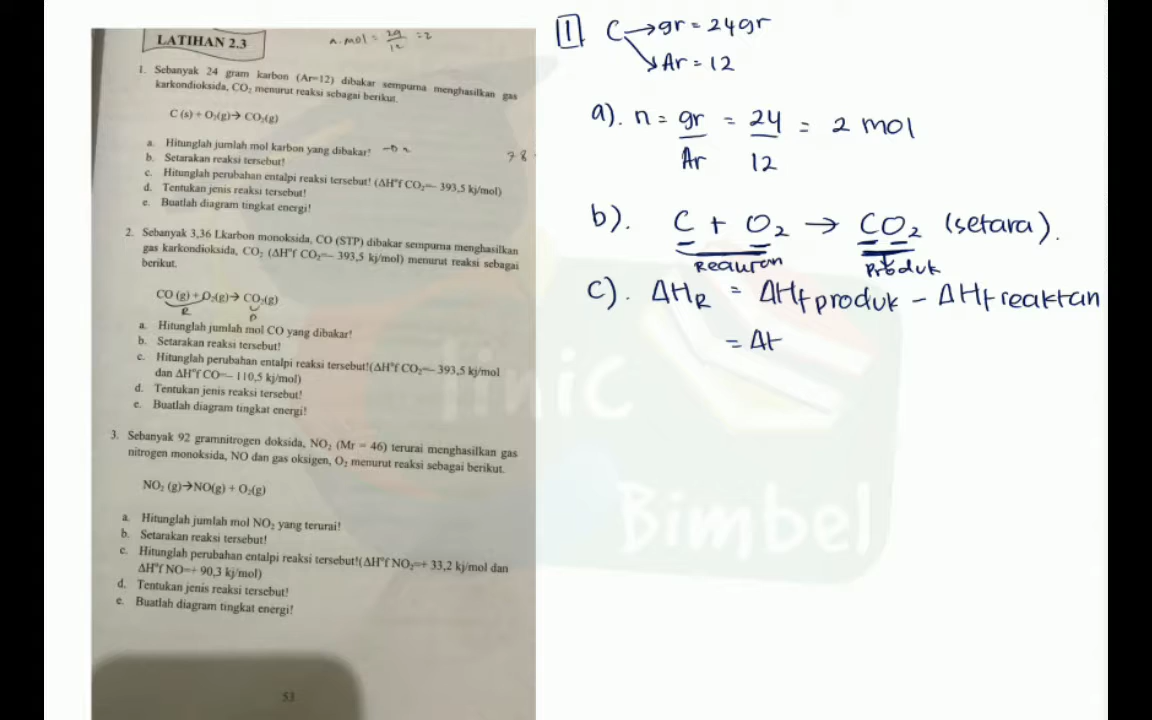 LATIHAN 2.3
n. mol = 24/12 = 2
1. Sebanyak 24 gram karbon (Ar=12) dibakar sempurna menghasilkan gas
karkondioksida, CO₂ menurut reaksi sebagai berikut.
C (s) + O₂(g)→ CO₂(g)
a. Hitunglah jumlah mol karbon yang dibakar!
b. Setarakan reaksi tersebut!
78
c. Hitunglah perubahan entalpi reaksi tersebut! (ΔH°f CO₂=− 393,5 kj/mol)
d. Tentukan jenis reaksi tersebut!
e. Buatlah diagram tingkat energi!
2. Sebanyak 3,36 Lkarbon monoksida, CO (STP) dibakar sempurna menghasilkan
gas karkondioksida, CO₂ (ΔH°f CO₂=− 393,5 kj/mol) menurut reaksi sebagai
berikut.
CO (g) + O₂(g)→ CO₂(g)
R P
a. Hitunglah jumlah mol CO yang dibakar!
b. Setarakan reaksi tersebut!
c. Hitunglah perubahan entalpi reaksi tersebut!(ΔH°f CO₂=− 393,5 kj/mol
dan ΔH°f CO=− 110,5 kj/mol)
d. Tentukan jenis reaksi tersebut!
e. Buatlah diagram tingkat energi!
3. Sebanyak 92 gramnitrogen doksida, NO₂ (Mr = 46) terurai menghasilkan gas
nitrogen monoksida, NO dan gas oksigen, O₂ menurut reaksi sebagai berikut.
NO₂ (g)→NO(g) + O₂(g)
a. Hitunglah jumlah mol NO₂ yang terurai!
b. Setarakan reaksi tersebut!
c. Hitunglah perubahan entalpi reaksi tersebut!(ΔH°f NO₂=+ 33,2 kj/mol dan
ΔH°f NO=+ 90,3 kj/mol)
d. Tentukan jenis reaksi tersebut!
e. Buatlah diagram tingkat energi!
53
1 C → gr = 24gr
↘ Ar = 12
a). n = gr/Ar = 24/12 = 2 mol
b). C + O₂ → CO₂ (setara).
Reaktan Produk
c). ΔHR = ΔHf produk − ΔHf reaktan
= ΔH
linic
Bimbel